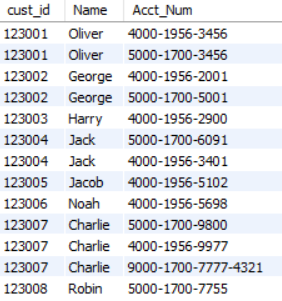 cust_id Name Acct_Num
123001 Oliver 4000-1956-3456
123001 Oliver 5000-1700-3456
123002 George 4000-1956-2001
123002 George 5000-1700-5001
123003 Harry 4000-1956-2900
123004 Jack 5000-1700-6091
123004 Jack 4000-1956-3401
123005 Jacob 4000-1956-5102
123006 Noah 4000-1956-5698
123007 Charlie 5000-1700-9800
123007 Charlie 4000-1956-9977
123007 Charlie 9000-1700-7777-4321
123008 Robin 5000-1700-7755